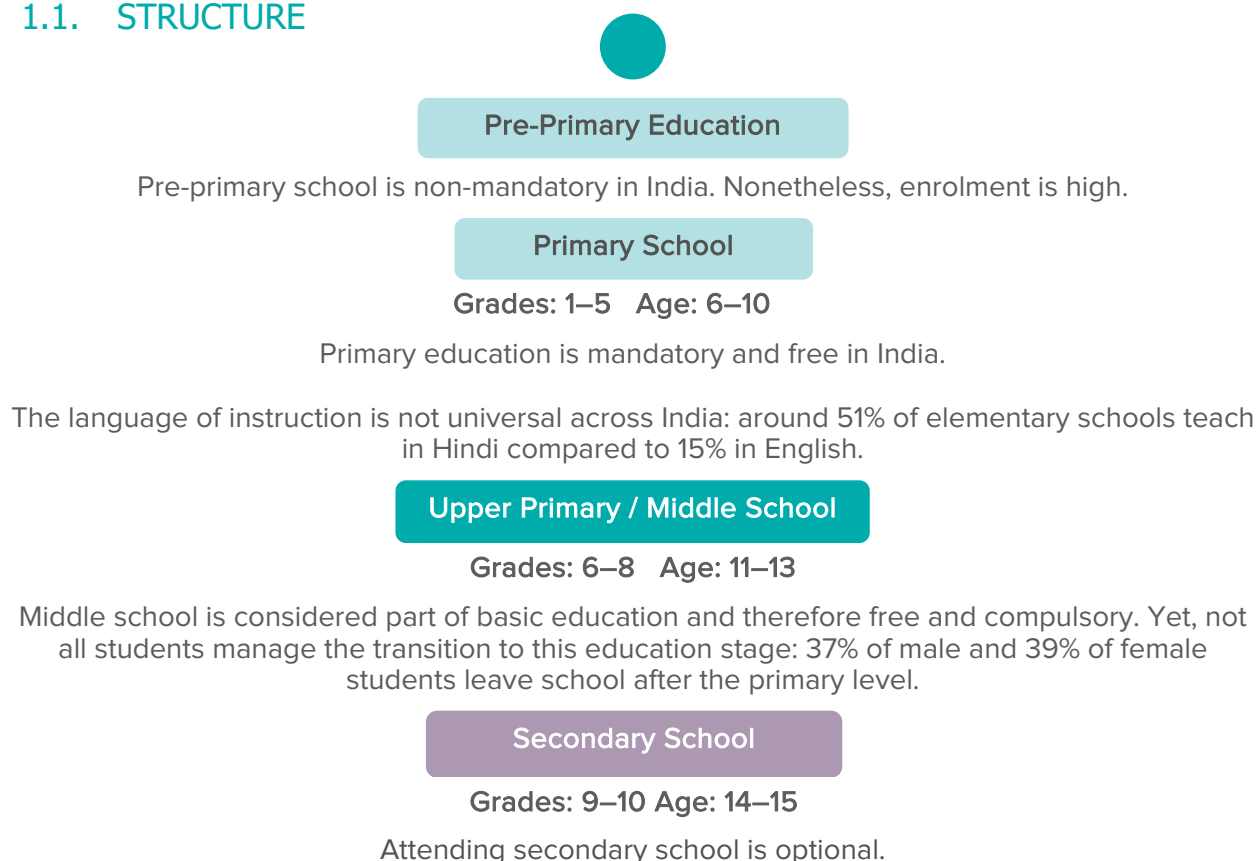 1.1. STRUCTURE
Pre-Primary Education
Pre-primary school is non-mandatory in India. Nonetheless, enrolment is high.
Primary School
Grades: 1–5 Age: 6–10
Primary education is mandatory and free in India.
The language of instruction is not universal across India: around 51% of elementary schools teach
in Hindi compared to 15% in English.
Upper Primary / Middle School
Grades: 6–8 Age: 11–13
Middle school is considered part of basic education and therefore free and compulsory. Yet, not
all students manage the transition to this education stage: 37% of male and 39% of female
students leave school after the primary level.
Secondary School
Grades: 9–10 Age: 14–15
Attending secondary school is optional.